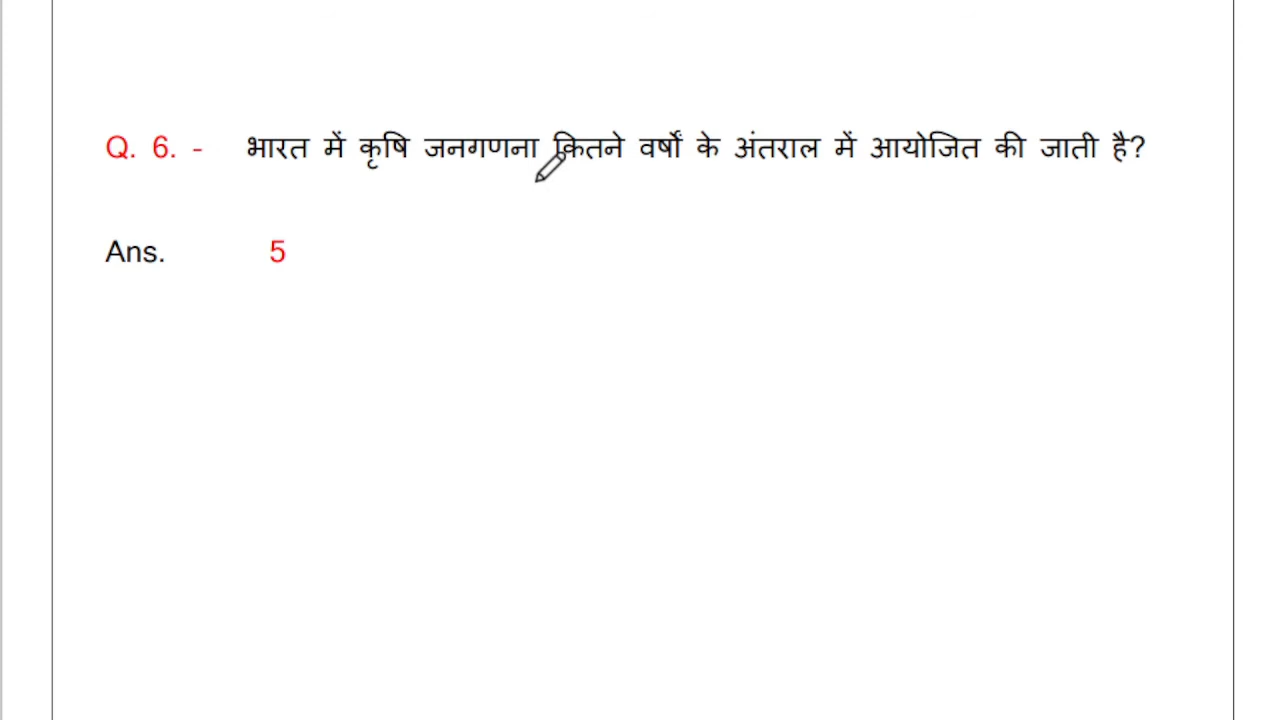 Q. 6. - भारत में कृषि जनगणना कितने वर्षों के अंतराल में आयोजित की जाती है?
Ans. 5